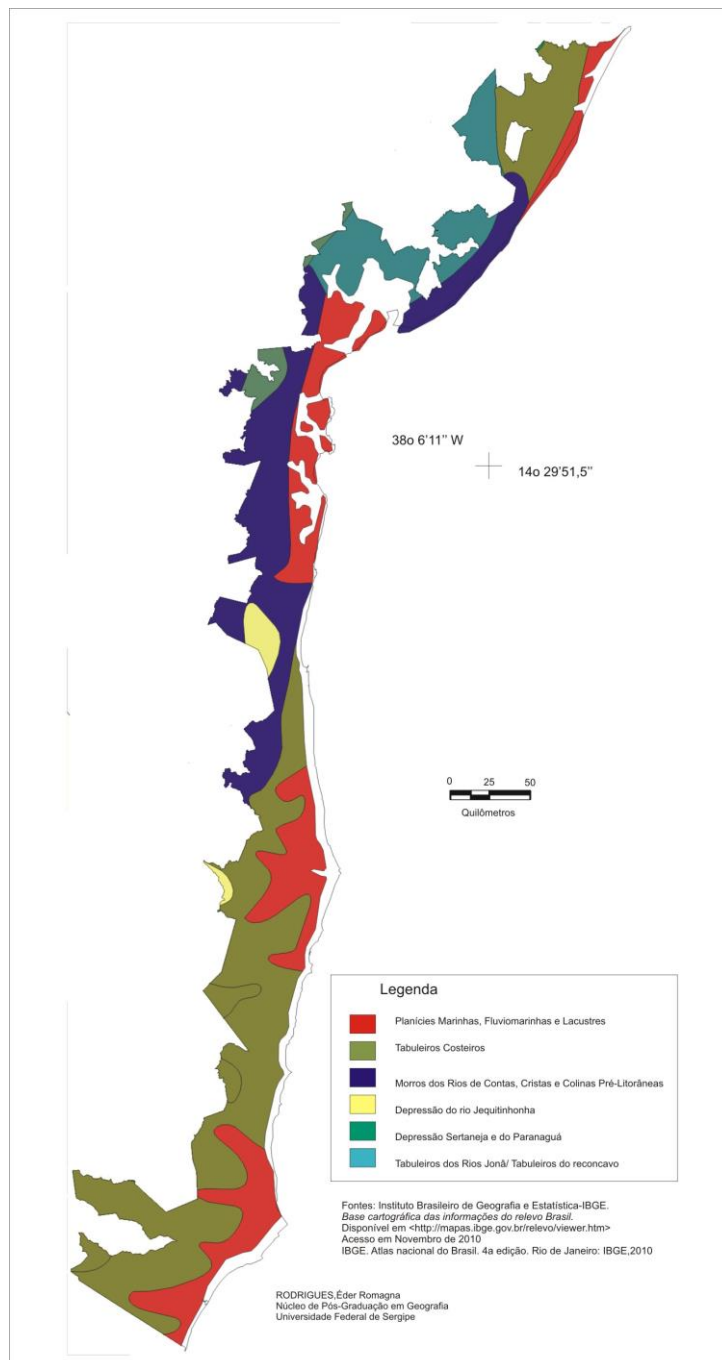 38o 6'11'' W
14o 29'51,5''
0 25 50
Quilômetros
Legenda
Planícies Marinhas, Fluviomarinhas e Lacustres
Tabuleiros Costeiros
Morros dos Rios de Contas, Cristas e Colinas Pré-Litorâneas
Depressão do rio Jequitinhonha
Depressão Sertaneja e do Paranaguá
Tabuleiros dos Rios Jonâ/ Tabuleiros do reconcavo
Fontes: Instituto Brasileiro de Geografia e Estatística-IBGE.
Base cartográfica das informações do relevo Brasil.
Disponível em <http://mapas.ibge.gov.br/relevo/viewer.htm>
Acesso em Novembro de 2010
IBGE. Atlas nacional do Brasil. 4a edição. Rio de Janeiro: IBGE,2010
RODRIGUES,Éder Romagna
Núcleo de Pós-Graduação em Geografia
Universidade Federal de Sergipe